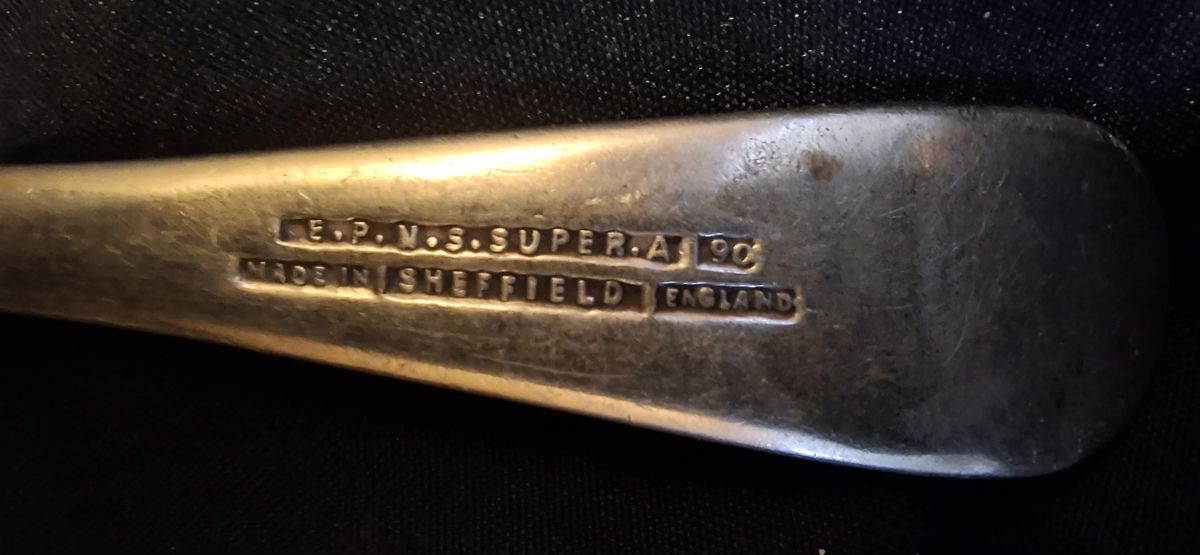 E.P.N.S.SUPER.A. 90
MADE IN SHEFFIELD ENGLAND